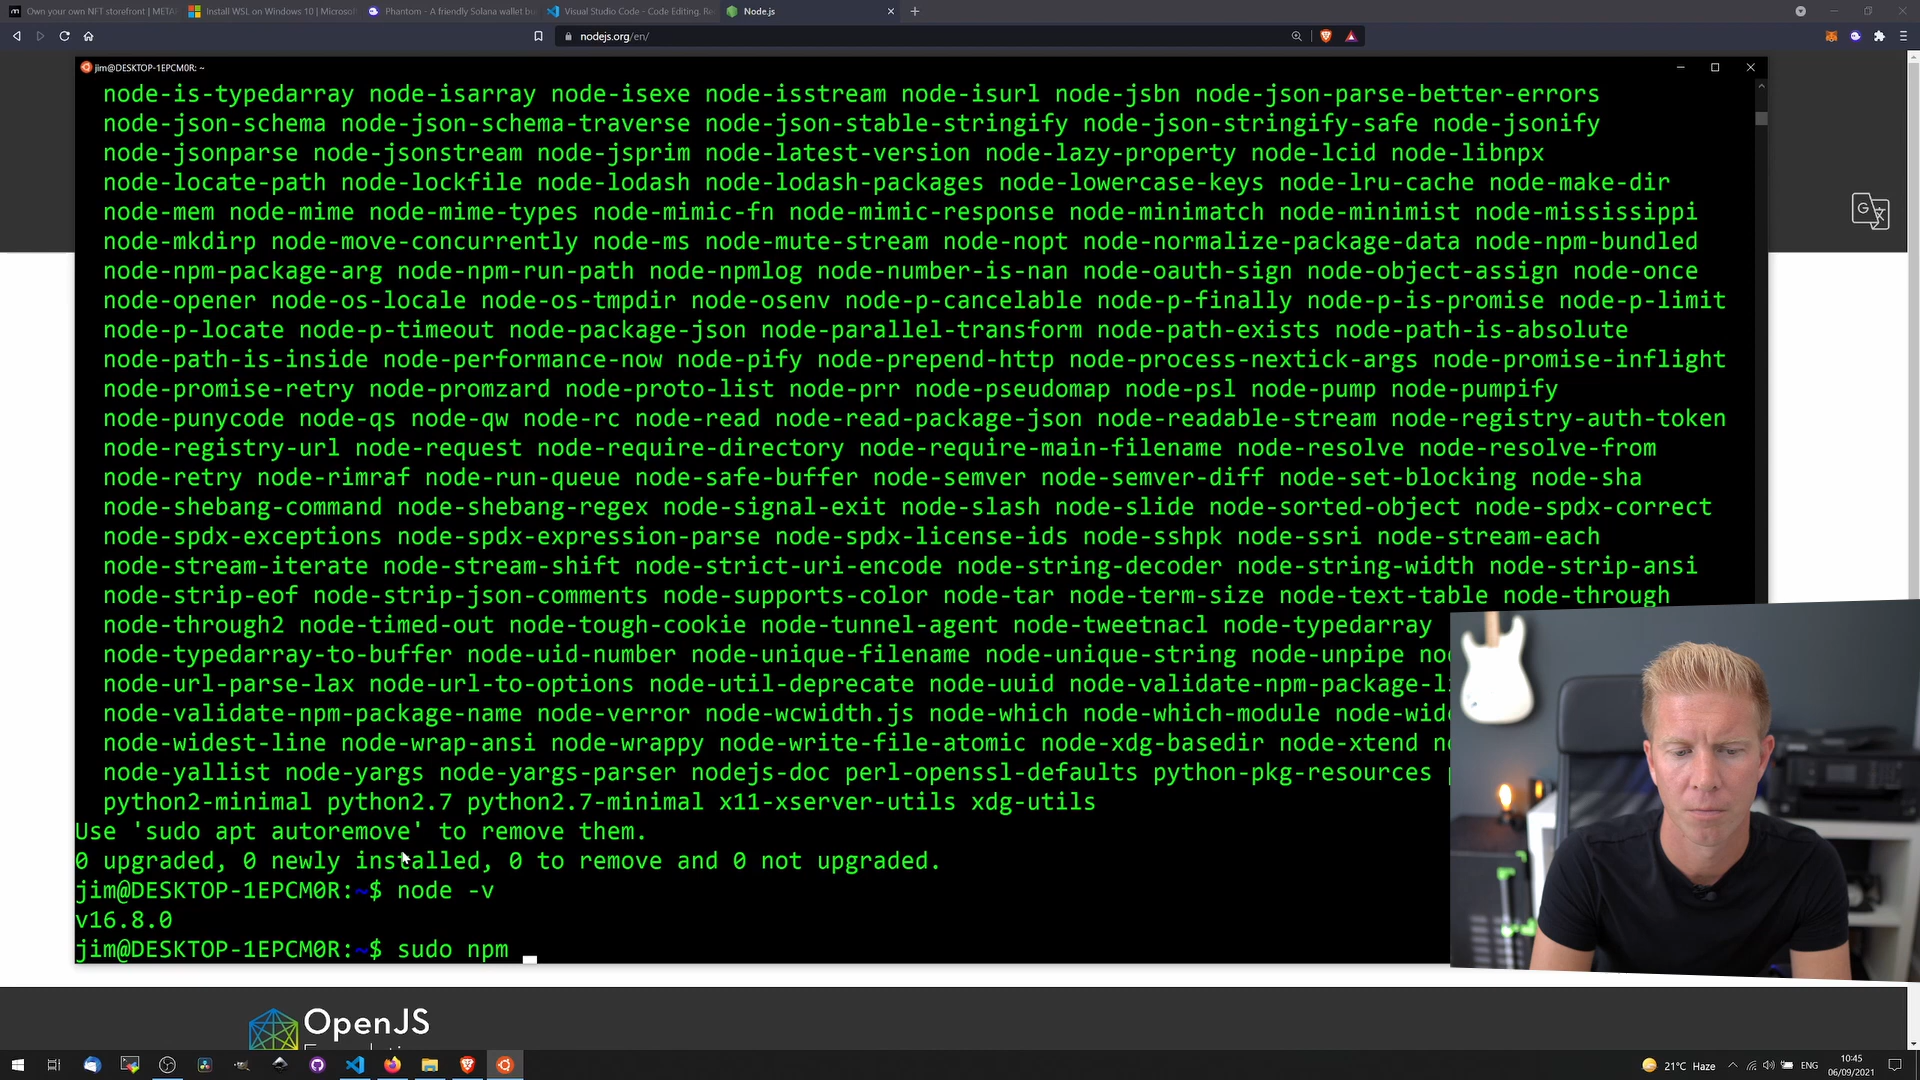 Own your own NFT storefront | META
Install WSL on Windows 10 | Microsof
Phantom - A friendly Solana wallet bu
Visual Studio Code - Code Editing. Re
Node.js
nodejs.org/en/
jim@DESKTOP-1EPCM0R: ~
node-is-typedarray node-isarray node-isexe node-isstream node-isurl node-jsbn node-json-parse-better-errors
node-json-schema node-json-schema-traverse node-json-stable-stringify node-json-stringify-safe node-jsonify
node-jsonparse node-jsonstream node-jsprim node-latest-version node-lazy-property node-lcid node-libnpx
node-locate-path node-lockfile node-lodash node-lodash-packages node-lowercase-keys node-lru-cache node-make-dir
node-mem node-mime node-mime-types node-mimic-fn node-mimic-response node-minimatch node-minimist node-mississippi
node-mkdirp node-move-concurrently node-ms node-mute-stream node-nopt node-normalize-package-data node-npm-bundled
node-npm-package-arg node-npm-run-path node-npmlog node-number-is-nan node-oauth-sign node-object-assign node-once
node-opener node-os-locale node-os-tmpdir node-osenv node-p-cancelable node-p-finally node-p-is-promise node-p-limit
node-p-locate node-p-timeout node-package-json node-parallel-transform node-path-exists node-path-is-absolute
node-path-is-inside node-performance-now node-pify node-prepend-http node-process-nextick-args node-promise-inflight
node-promise-retry node-promzard node-proto-list node-prr node-pseudomap node-psl node-pump node-pumpify
node-punycode node-qs node-qw node-rc node-read node-read-package-json node-readable-stream node-registry-auth-token
node-registry-url node-request node-require-directory node-require-main-filename node-resolve node-resolve-from
node-retry node-rimraf node-run-queue node-safe-buffer node-semver node-semver-diff node-set-blocking node-sha
node-shebang-command node-shebang-regex node-signal-exit node-slash node-slide node-sorted-object node-spdx-correct
node-spdx-exceptions node-spdx-expression-parse node-spdx-license-ids node-sshpk node-ssri node-stream-each
node-stream-iterate node-stream-shift node-strict-uri-encode node-string-decoder node-string-width node-strip-ansi
node-strip-eof node-strip-json-comments node-supports-color node-tar node-term-size node-text-table node-through
node-through2 node-timed-out node-tough-cookie node-tunnel-agent node-tweetnacl node-typedarray
node-typedarray-to-buffer node-uid-number node-unique-filename node-unique-string node-unpipe no
node-url-parse-lax node-url-to-options node-util-deprecate node-uuid node-validate-npm-package-li
node-validate-npm-package-name node-verror node-wcwidth.js node-which node-which-module node-wid
node-widest-line node-wrap-ansi node-wrappy node-write-file-atomic node-xdg-basedir node-xtend n
node-yallist node-yargs node-yargs-parser nodejs-doc perl-openssl-defaults python-pkg-resources p
python2-minimal python2.7 python2.7-minimal x11-xserver-utils xdg-utils
Use 'sudo apt autoremove' to remove them.
0 upgraded, 0 newly installed, 0 to remove and 0 not upgraded.
jim@DESKTOP-1EPCM0R:~$ node -v
v16.8.0
jim@DESKTOP-1EPCM0R:~$ sudo npm
OpenJS
21°C Haze
ENG
10:45
06/09/2021